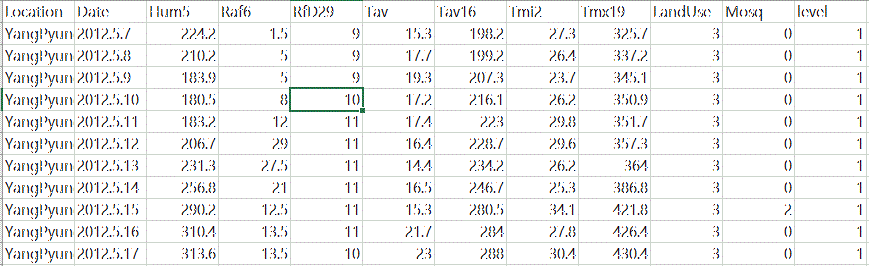 Location Date Hum5 Raf6 RfD29 Tav Tav16 Tmi2 Tmx19 LandUse Mosq level
YangPyun 2012.5.7 224.2 1.5 9 15.3 198.2 27.3 325.7 3 0 1
YangPyun 2012.5.8 210.2 5 9 17.7 199.2 26.4 337.2 3 0 1
YangPyun 2012.5.9 183.9 5 9 19.3 207.3 23.7 345.1 3 0 1
YangPyun 2012.5.10 180.5 8 10 17.2 216.1 26.2 350.9 3 0 1
YangPyun 2012.5.11 183.2 12 11 17.4 223 29.8 351.7 3 0 1
YangPyun 2012.5.12 206.7 29 11 16.4 228.7 29.6 357.3 3 0 1
YangPyun 2012.5.13 231.3 27.5 11 14.4 234.2 26.2 364 3 0 1
YangPyun 2012.5.14 256.8 21 11 16.5 246.7 25.3 386.8 3 0 1
YangPyun 2012.5.15 290.2 12.5 11 15.3 280.5 34.1 421.8 3 2 1
YangPyun 2012.5.16 310.4 13.5 11 21.7 284 27.8 426.4 3 0 1
YangPyun 2012.5.17 313.6 13.5 10 23 288 30.4 430.4 3 0 1